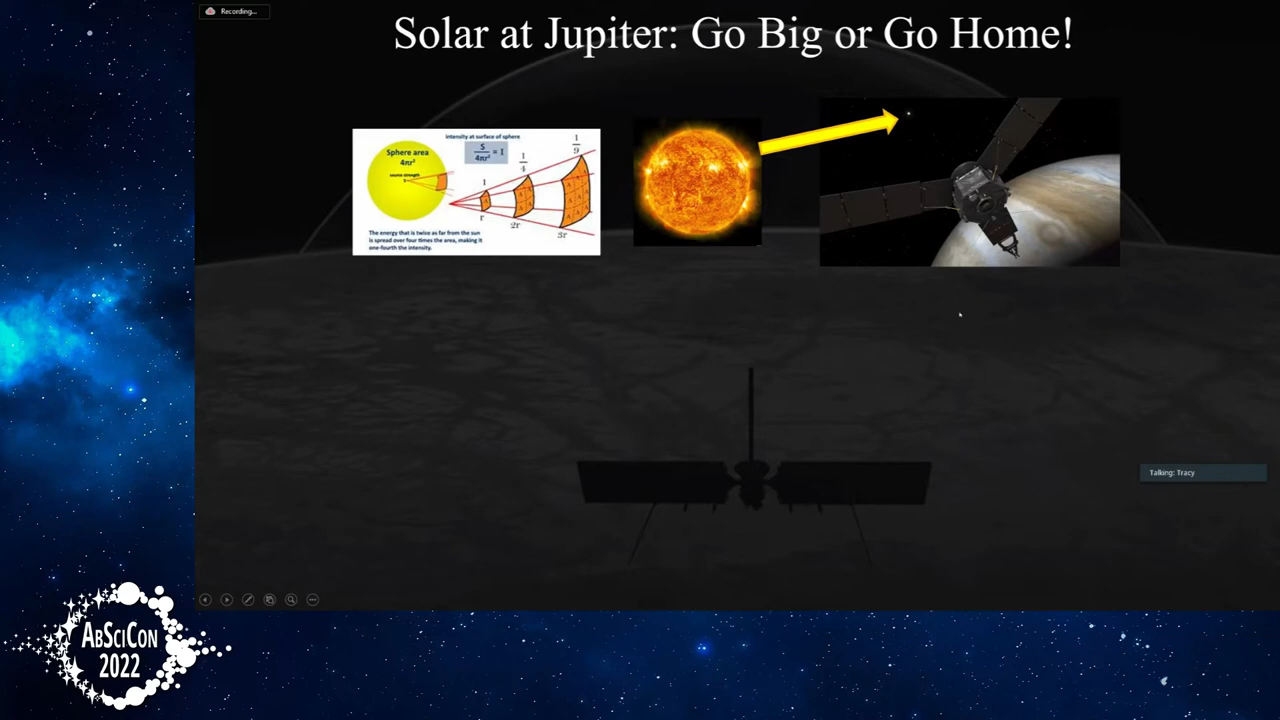 Recording...
Solar at Jupiter: Go Big or Go Home!
intensity at surface of sphere
Sphere area
4πr²
source strength
S
S
4πr²
= I
1
1
4
1
9
r
2r
3r
The energy that is twice as far from the sun
is spread over four times the area, making it
one-fourth the intensity.
Talking: Tracy
AbSciCon
2022